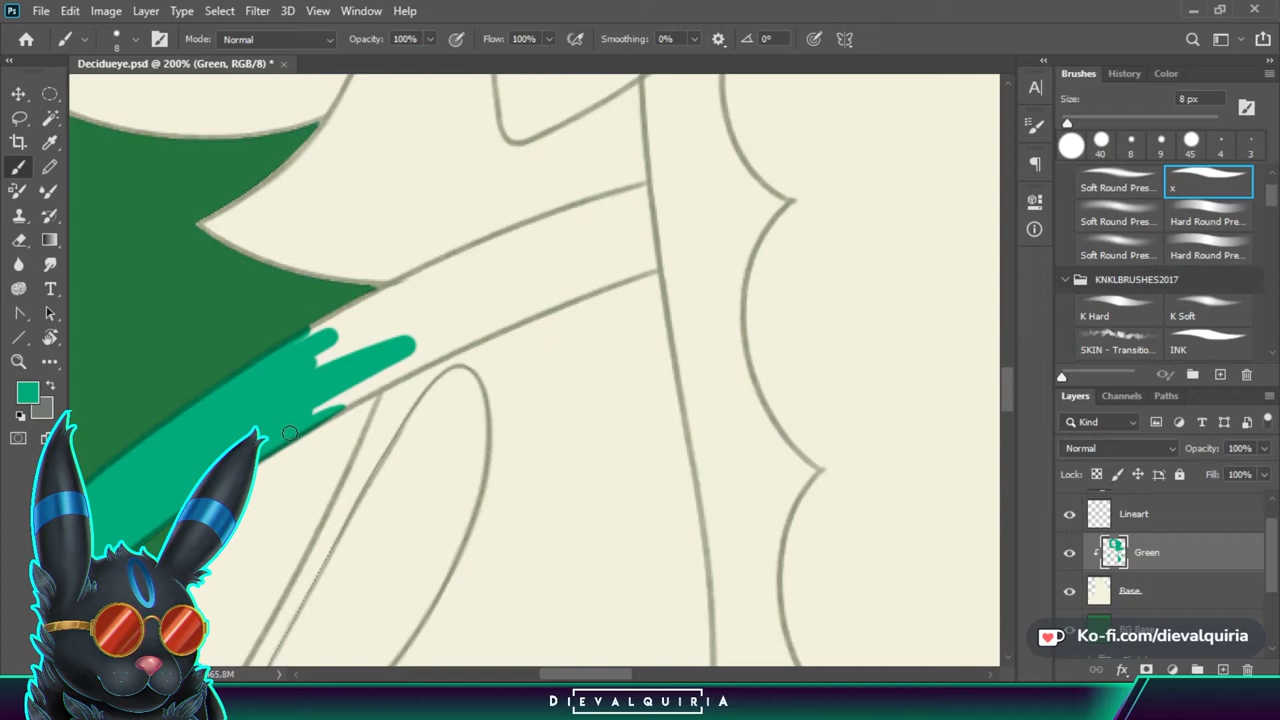 Ps File Edit Image Layer Type Select Filter 3D View Window Help
8 Mode: Normal Opacity: 100% Flow: 100% Smoothing: 0% 0°
Decidueye.psd @ 200% (Green, RGB/8) *
Brushes History Color
Size: 8 px
40 8 9 45 4 3
Soft Round Pres... x
Soft Round Pres... Hard Round Pre...
Soft Round Pres... Hard Round Pre...
KNKLBRUSHES2017
K Hard K Soft
SKIN - Transitio... INK
Layers Channels Paths
Kind
Normal Opacity: 100%
Lock: Fill: 100%
Lineart
Green
Base
Ko-fi.com/dievalquiria
65,8M
DIEVALQUIRIA